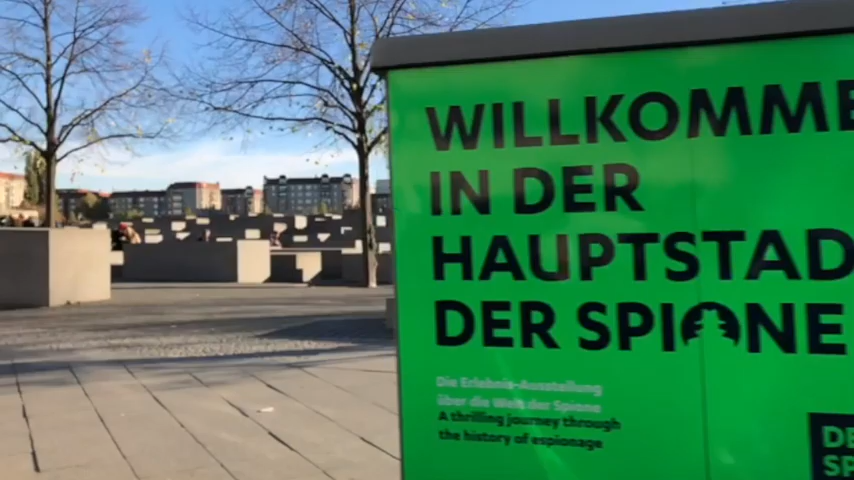 WILLKOMME
IN DER
HAUPTSTAD
DER SPIONE
Die Erlebnis-Ausstellung
über die Welt der Spione
A thrilling journey through
the history of espionage
DE
SP